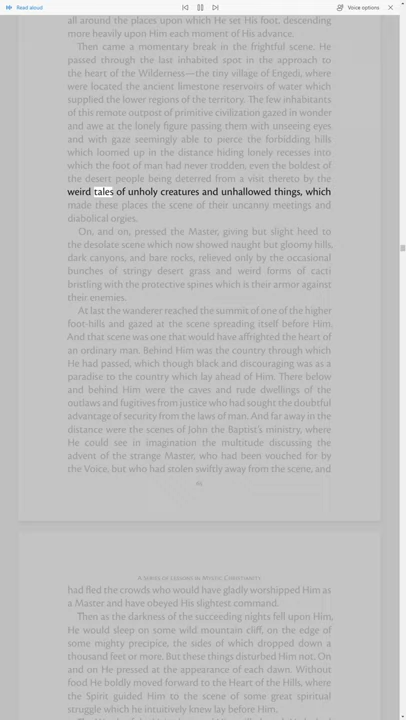 Read aloud
Voice options
all around the places upon which He set His foot, descending
more heavily upon Him each moment of His advance.
Then came a momentary break in the frightful scene. He
passed through the last inhabited spot in the approach to
the heart of the Wilderness—the tiny village of Engedi, where
were located the ancient limestone reservoirs of water which
supplied the lower regions of the territory. The few inhabitants
of this remote outpost of primitive civilization gazed in wonder
and awe at the lonely figure passing them with unseeing eyes
and with gaze seemingly able to pierce the forbidding hills
which loomed up in the distance hiding lonely recesses into
which the foot of man had never trodden, even the boldest of
the desert people being deterred from a visit thereto by the
weird tales of unholy creatures and unhallowed things, which
made these places the scene of their uncanny meetings and
diabolical orgies.
On, and on, pressed the Master, giving but slight heed to
the desolate scene which now showed naught but gloomy hills,
dark canyons, and bare rocks, relieved only by the occasional
bunches of stringy desert grass and weird forms of cacti
bristling with the protective spines which is their armor against
their enemies.
At last the wanderer reached the summit of one of the higher
foot-hills and gazed at the scene spreading itself before Him.
And that scene was one that would have affrighted the heart of
an ordinary man. Behind Him was the country through which
He had passed, which though black and discouraging was as a
paradise to the country which lay ahead of Him. There below
and behind Him were the caves and rude dwellings of the
outlaws and fugitives from justice who had sought the doubtful
advantage of security from the laws of man. And far away in the
distance were the scenes of John the Baptist's ministry, where
He could see in imagination the multitude discussing the
advent of the strange Master, who had been vouched for by
the Voice, but who had stolen swiftly away from the scene, and
A Series of Lessons in Mystic Christianity
had fled the crowds who would have gladly worshipped Him as
a Master and have obeyed His slightest command.
Then as the darkness of the succeeding nights fell upon Him,
He would sleep on some wild mountain cliff, on the edge of
some mighty precipice, the sides of which dropped down a
thousand feet or more. But these things disturbed Him not. On
and on He pressed at the appearance of each dawn. Without
food He boldly moved forward to the Heart of the Hills, where
the Spirit guided Him to the scene of some great spiritual
struggle which he intuitively knew lay before Him.